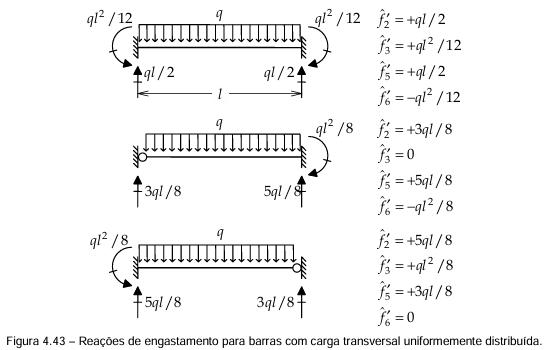 q
ql² /12 ql² /12
ql / 2 ql / 2
l
f̂₂′ = +ql / 2
f̂₃′ = +ql² /12
f̂₅′ = +ql / 2
f̂₆′ = −ql² /12
q
ql² / 8
3ql / 8 5ql / 8
f̂₂′ = +3ql / 8
f̂₃′ = 0
f̂₅′ = +5ql / 8
f̂₆′ = −ql² / 8
q
ql² / 8
5ql / 8 3ql / 8
f̂₂′ = +5ql / 8
f̂₃′ = +ql² / 8
f̂₅′ = +3ql / 8
f̂₆′ = 0
Figura 4.43 – Reações de engastamento para barras com carga transversal uniformemente distribuída.